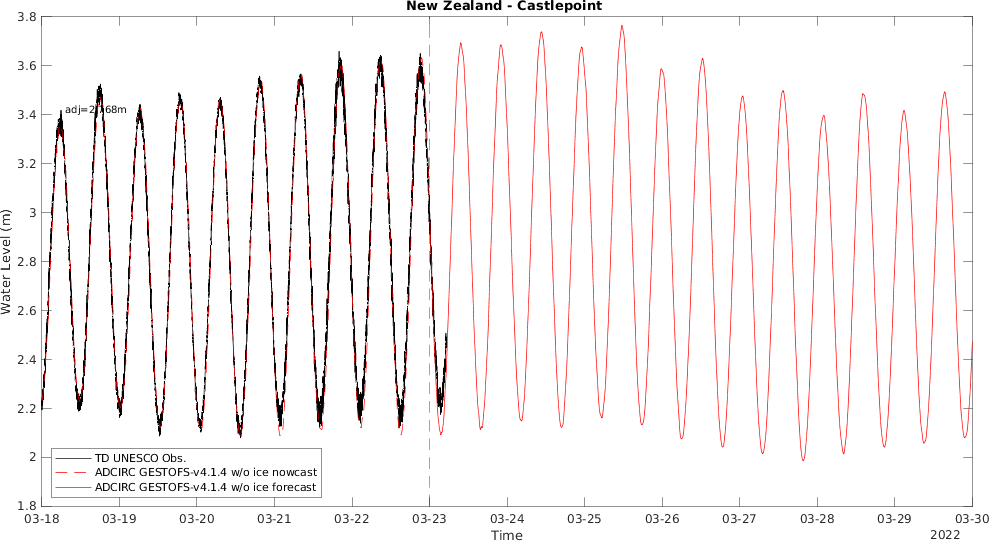 New Zealand - Castlepoint
3.8
3.6
3.4
3.2
3
2.8
2.6
2.4
2.2
2
1.8
Water Level (m)
adj=2.768m
TD UNESCO Obs.
ADCIRC GESTOFS-v4.1.4 w/o ice nowcast
ADCIRC GESTOFS-v4.1.4 w/o ice forecast
03-18 03-19 03-20 03-21 03-22 03-23 03-24 03-25 03-26 03-27 03-28 03-29 03-30
Time
2022